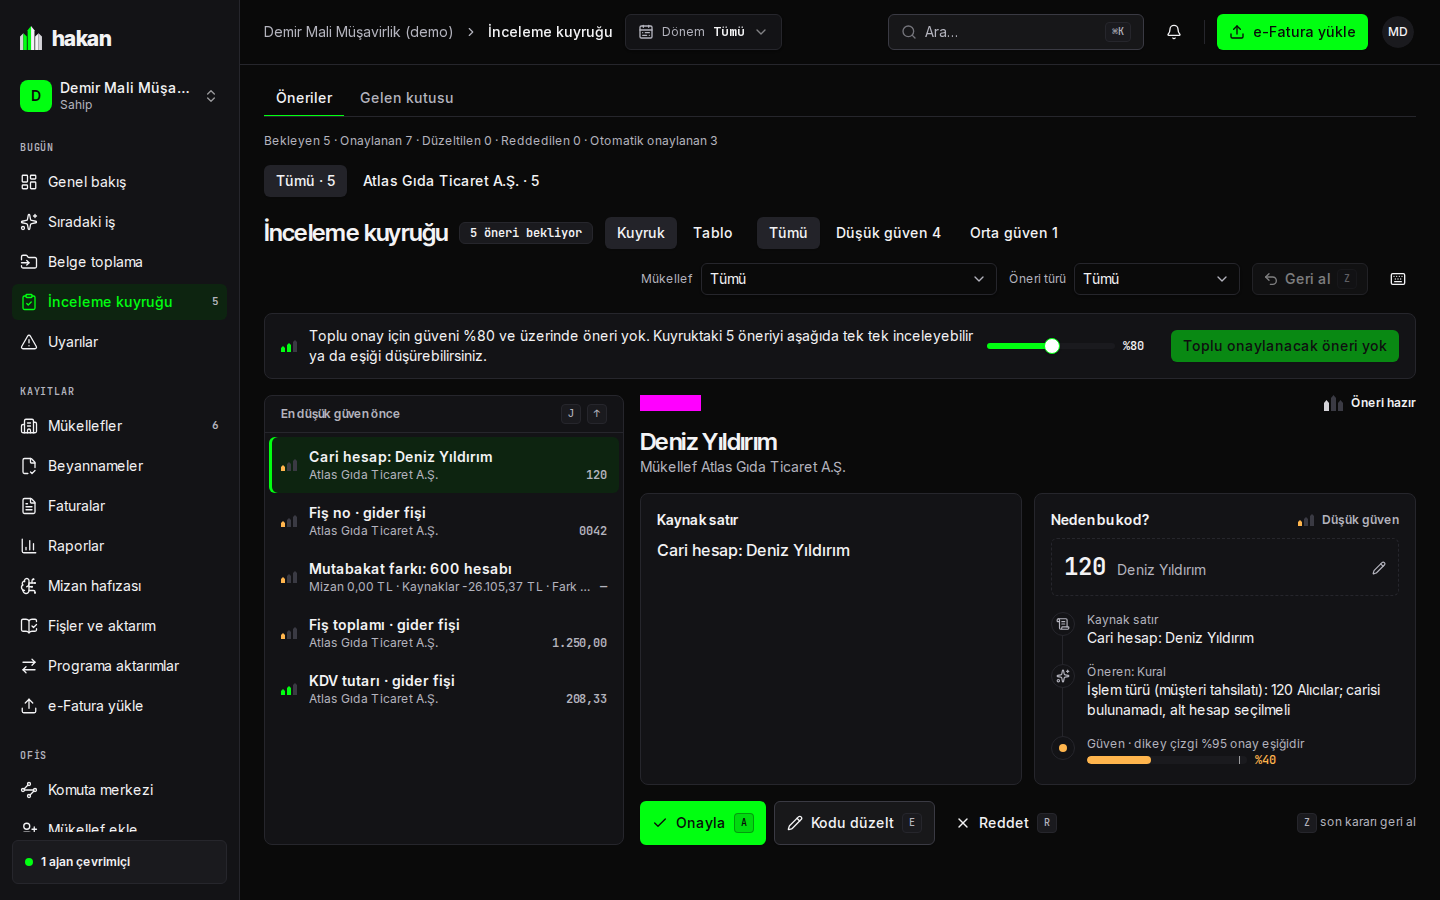 hakan
D
Demir Mali Müşa...
Sahip
BUGÜN
Genel bakış
Sıradaki iş
Belge toplama
İnceleme kuyruğu 5
Uyarılar
KAYITLAR
Mükellefler 6
Beyannameler
Faturalar
Raporlar
Mizan hafızası
Fişler ve aktarım
Programa aktarımlar
e-Fatura yükle
OFİS
Komuta merkezi
Mükellef ekle
1 ajan çevrimiçi
Demir Mali Müşavirlik (demo) > İnceleme kuyruğu
Dönem Tümü
Ara... ⌘K
e-Fatura yükle
MD
Öneriler Gelen kutusu
Bekleyen 5 · Onaylanan 7 · Düzeltilen 0 · Reddedilen 0 · Otomatik onaylanan 3
Tümü · 5 Atlas Gıda Ticaret A.Ş. · 5
İnceleme kuyruğu 5 öneri bekliyor Kuyruk Tablo Tümü Düşük güven 4 Orta güven 1
Mükellef Tümü Öneri türü Tümü Geri al Z
Toplu onay için güveni %80 ve üzerinde öneri yok. Kuyruktaki 5 öneriyi aşağıda tek tek inceleyebilir
ya da eşiği düşürebilirsiniz.
%80
Toplu onaylanacak öneri yok
En düşük güven önce J ↑
Cari hesap: Deniz Yıldırım
Atlas Gıda Ticaret A.Ş. 120
Fiş no · gider fişi
Atlas Gıda Ticaret A.Ş. 0042
Mutabakat farkı: 600 hesabı
Mizan 0,00 TL · Kaynaklar -26.105,37 TL · Fark ... —
Fiş toplamı · gider fişi
Atlas Gıda Ticaret A.Ş. 1.250,00
KDV tutarı · gider fişi
Atlas Gıda Ticaret A.Ş. 208,33
Öneri hazır
Deniz Yıldırım
Mükellef Atlas Gıda Ticaret A.Ş.
Kaynak satır
Cari hesap: Deniz Yıldırım
Neden bu kod? Düşük güven
120 Deniz Yıldırım
Kaynak satır
Cari hesap: Deniz Yıldırım
Öneren: Kural
İşlem türü (müşteri tahsilatı): 120 Alıcılar; carisi
bulunamadı, alt hesap seçilmeli
Güven · dikey çizgi %95 onay eşiğidir
%40
Onayla A Kodu düzelt E Reddet R
Z son kararı geri al